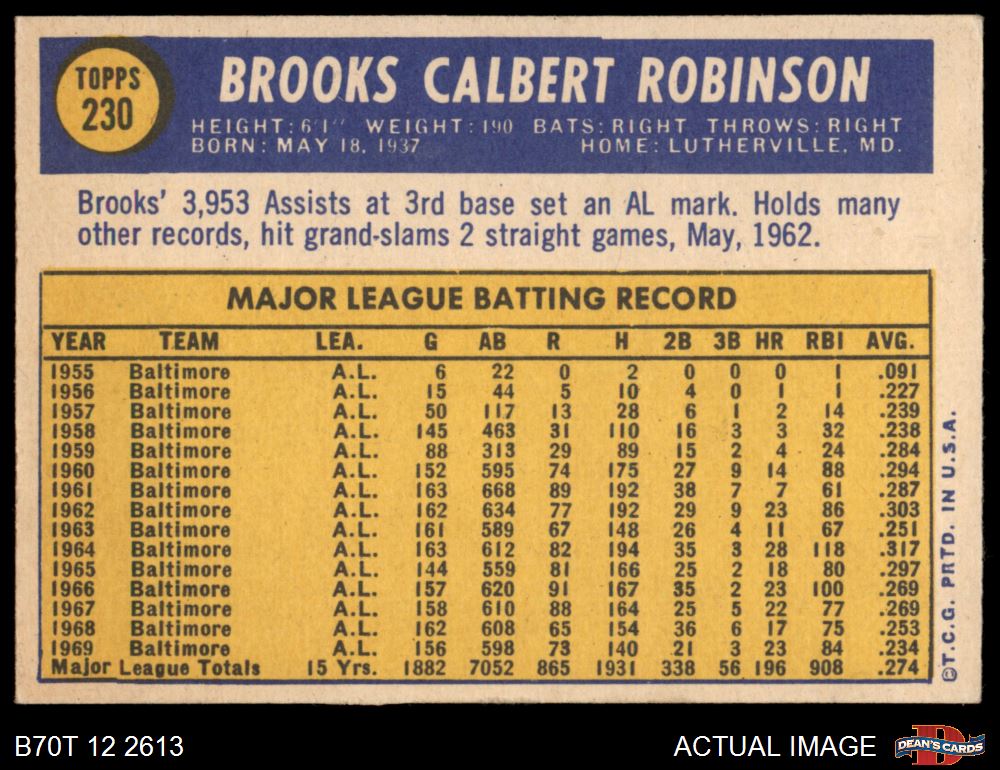 TOPPS
230
BROOKS CALBERT ROBINSON
HEIGHT: 6'1" WEIGHT: 190 BATS: RIGHT THROWS: RIGHT
BORN: MAY 18, 1937 HOME: LUTHERVILLE, MD.
Brooks' 3,953 Assists at 3rd base set an AL mark. Holds many
other records, hit grand-slams 2 straight games, May, 1962.
MAJOR LEAGUE BATTING RECORD
YEAR TEAM LEA. G AB R H 2B 3B HR RBI AVG.
1955 Baltimore A.L. 6 22 0 2 0 0 0 1 .091
1956 Baltimore A.L. 15 44 5 10 4 0 1 1 .227
1957 Baltimore A.L. 50 117 13 28 6 1 2 14 .239
1958 Baltimore A.L. 145 463 31 110 16 3 3 32 .238
1959 Baltimore A.L. 88 313 29 89 15 2 4 24 .284
1960 Baltimore A.L. 152 595 74 175 27 9 14 88 .294
1961 Baltimore A.L. 163 668 89 192 38 7 7 61 .287
1962 Baltimore A.L. 162 634 77 192 29 9 23 86 .303
1963 Baltimore A.L. 161 589 67 148 26 4 11 67 .251
1964 Baltimore A.L. 163 612 82 194 35 3 28 118 .317
1965 Baltimore A.L. 144 559 81 166 25 2 18 80 .297
1966 Baltimore A.L. 157 620 91 167 35 2 23 100 .269
1967 Baltimore A.L. 158 610 88 164 25 5 22 77 .269
1968 Baltimore A.L. 162 608 65 154 36 6 17 75 .253
1969 Baltimore A.L. 156 598 73 140 21 3 23 84 .234
Major League Totals 15 Yrs. 1882 7052 865 1931 338 56 196 908 .274
©T.C.G. PRTD. IN U.S.A.
B70T 12 2613
ACTUAL IMAGE
DEAN'S CARDS